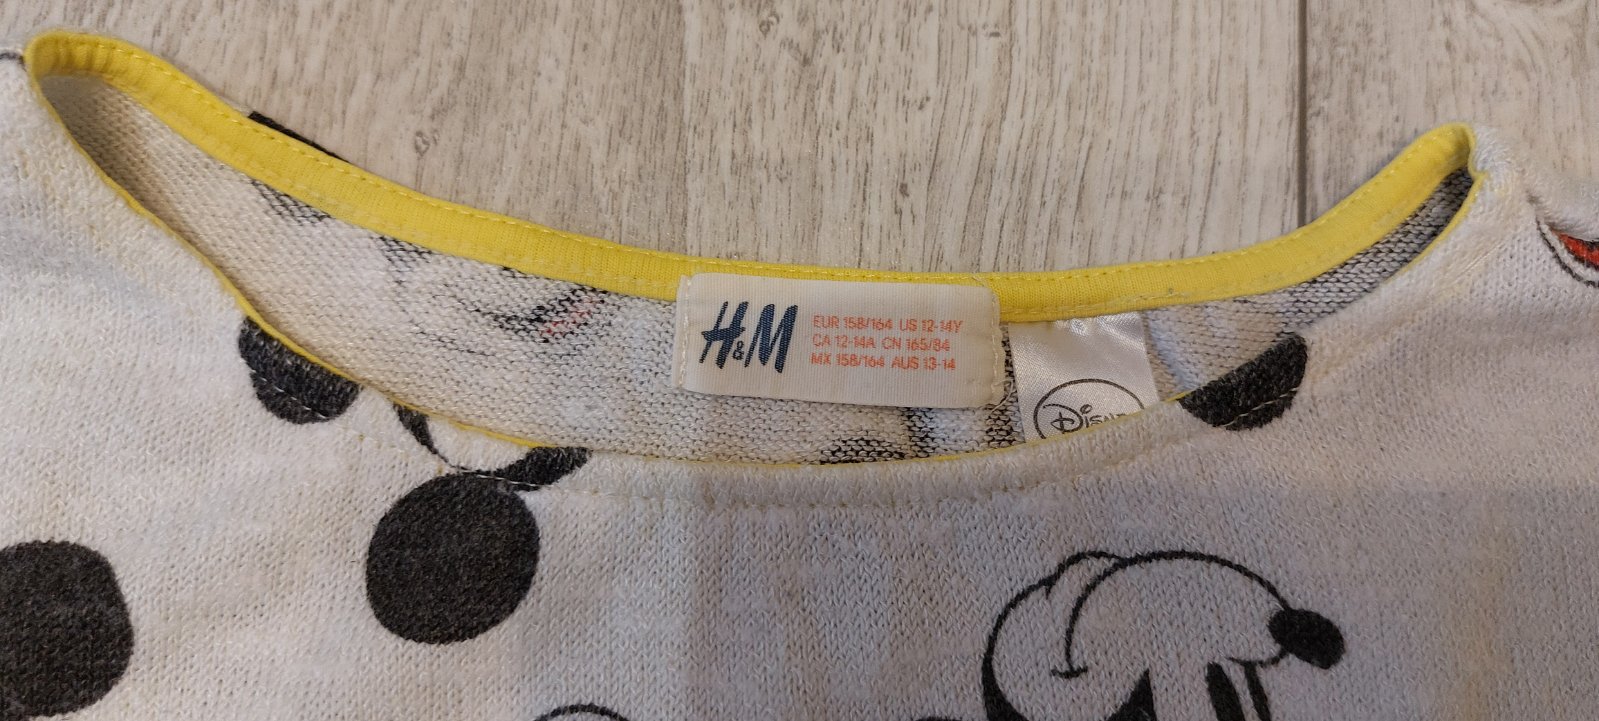 H&M
EUR 158/164 US 12-14Y
CA 12-14A CN 165/84
MX 158/164 AUS 13-14